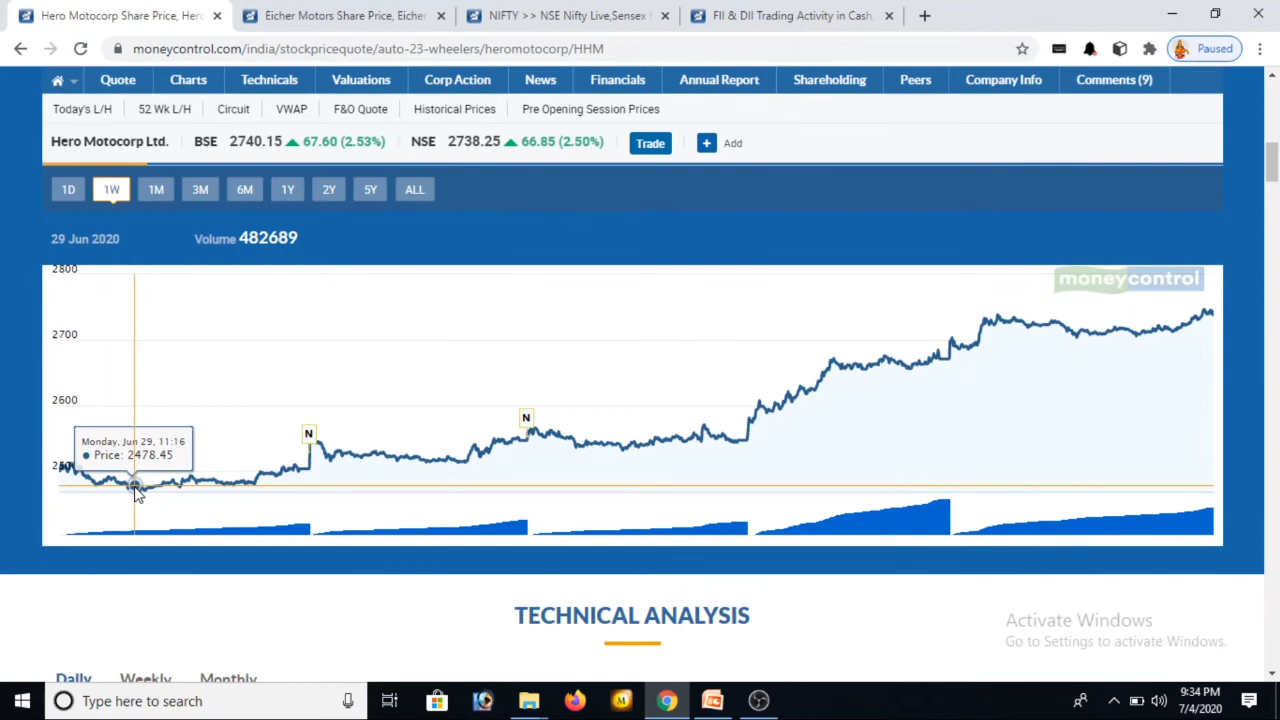 Hero Motocorp Share Price, Herc
Eicher Motors Share Price, Eicher
NIFTY >> NSE Nifty Live,Sensex
FII & DII Trading Activity in Cash,
moneycontrol.com/india/stockpricequote/auto-23-wheelers/heromotocorp/HHM
Paused
Quote Charts Technicals Valuations Corp Action News Financials Annual Report Shareholding Peers Company Info Comments (9)
Today's L/H 52 Wk L/H Circuit VWAP F&O Quote Historical Prices Pre Opening Session Prices
Hero Motocorp Ltd. BSE 2740.15 67.60 (2.53%) NSE 2738.25 66.85 (2.50%) Trade + Add
1D 1W 1M 3M 6M 1Y 2Y 5Y ALL
29 Jun 2020 Volume 482689
2800
moneycontrol
2700
2600
N
N
Monday, Jun 29, 11:16
Price: 2478.45
TECHNICAL ANALYSIS
Activate Windows
Go to Settings to activate Windows.
Daily Weekly Monthly
Type here to search
9:34 PM
7/4/2020